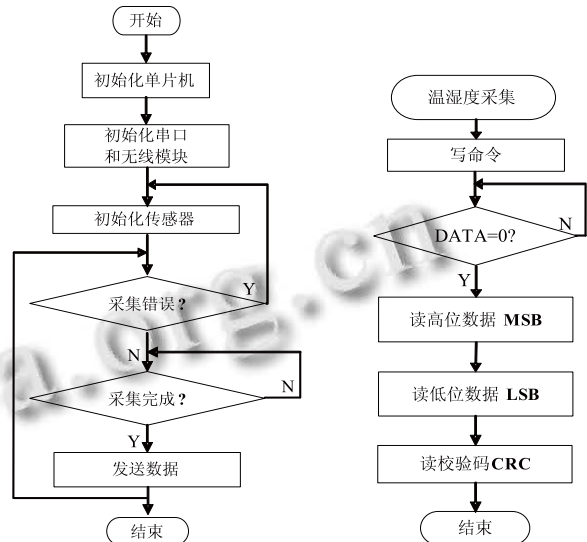 开始
初始化单片机
初始化串口
和无线模块
初始化传感器
采集错误?
Y
N
采集完成?
N
Y
发送数据
结束
温湿度采集
写命令
DATA=0?
N
Y
读高位数据 MSB
读低位数据 LSB
读校验码CRC
结束
a.org.cn